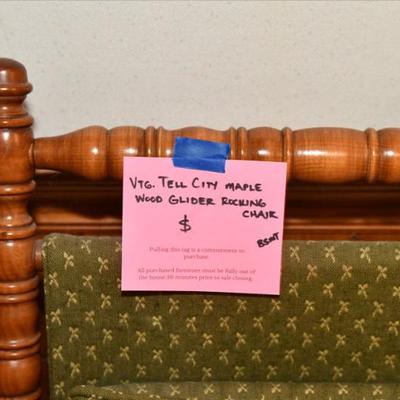 VTG. TELL CITY MAPLE
WOOD GLIDER ROCKING
CHAIR
$
BSMT
Pulling this tag is a commitment to
purchase.
All purchased furniture must be fully out of
the house 30 minutes prior to sale closing.